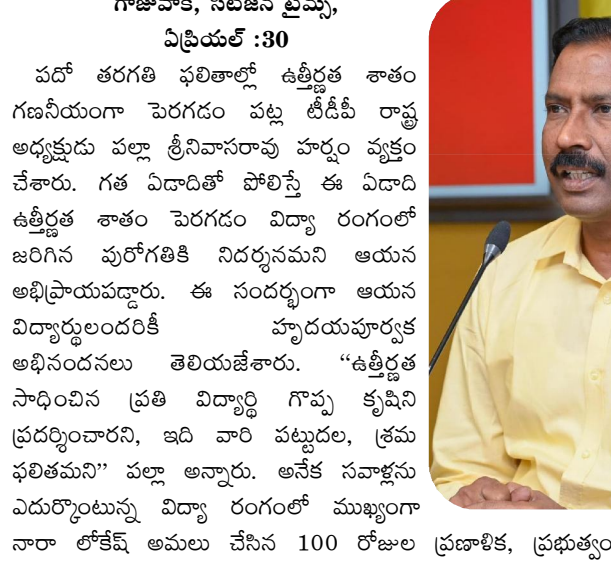 గాజువాక, సిటిజన్ టైమ్స్,
ఏప్రియల్ :30
పదో తరగతి ఫలితాల్లో ఉత్తీర్ణత శాతం
గణనీయంగా పెరగడం పట్ల టీడీపీ రాష్ట్ర
అధ్యక్షుడు పల్లా శ్రీనివాసరావు హర్షం వ్యక్తం
చేశారు. గత ఏడాదితో పోలిస్తే ఈ ఏడాది
ఉత్తీర్ణత శాతం పెరగడం విద్యా రంగంలో
జరిగిన పురోగతికి నిదర్శనమని ఆయన
అభిప్రాయపడ్డారు. ఈ సందర్భంగా ఆయన
విద్యార్థులందరికీ హృదయపూర్వక
అభినందనలు తెలియజేశారు. “ఉత్తీర్ణత
సాధించిన ప్రతి విద్యార్థి గొప్ప కృషిని
ప్రదర్శించారని, ఇది వారి పట్టుదల, శ్రమ
ఫలితమని” పల్లా అన్నారు. అనేక సవాళ్లను
ఎదుర్కొంటున్న విద్యా రంగంలో ముఖ్యంగా
నారా లోకేష్ అమలు చేసిన 100 రోజుల ప్రణాళిక, ప్రభుత్వం